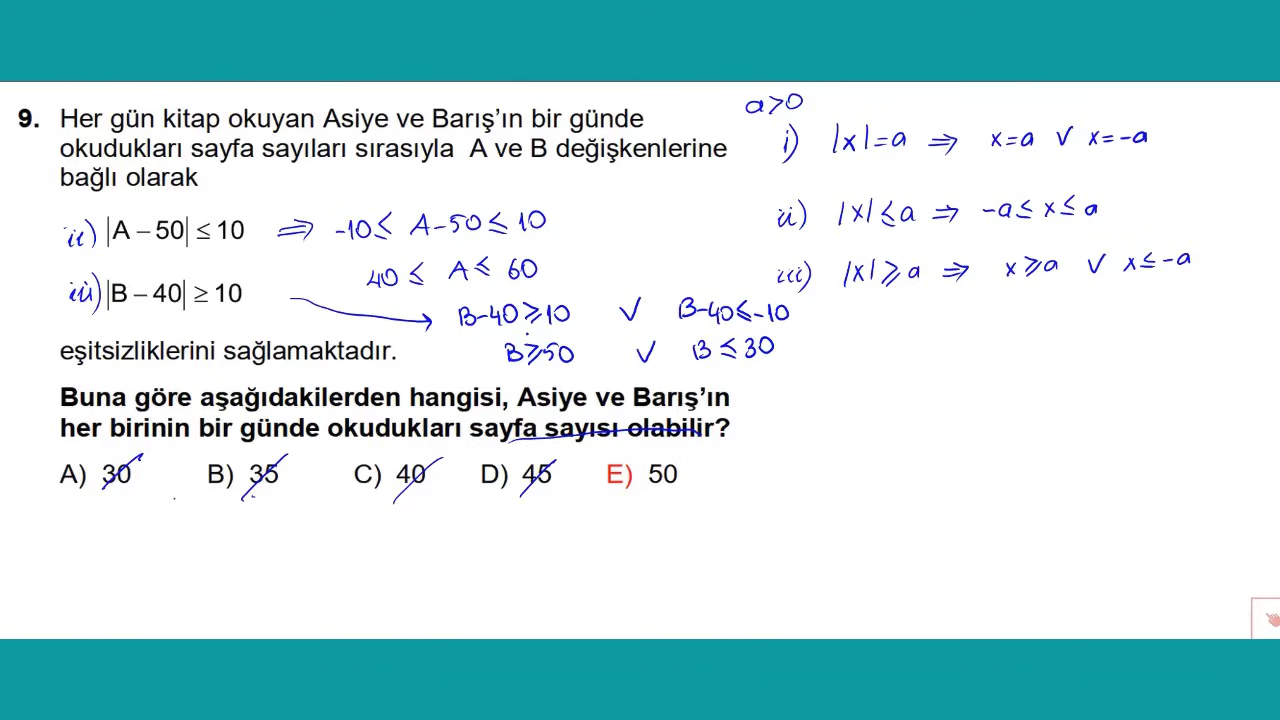 9. Her gün kitap okuyan Asiye ve Barış’ın bir günde
okudukları sayfa sayıları sırasıyla A ve B değişkenlerine
bağlı olarak
ii) |A – 50| ≤ 10 ⇒ -10 ≤ A-50 ≤ 10
40 ≤ A ≤ 60
iii) |B – 40| ≥ 10
B-40 ≥ 10 ∨ B-40 ≤ -10
eşitsizliklerini sağlamaktadır.
B ≥ 50 ∨ B ≤ 30
Buna göre aşağıdakilerden hangisi, Asiye ve Barış’ın
her birinin bir günde okudukları sayfa sayısı olabilir?
A) 30 B) 35 C) 40 D) 45 E) 50
a>0
i) |x|=a ⇒ x=a ∨ x=-a
ii) |x| ≤ a ⇒ -a ≤ x ≤ a
iii) |x| ≥ a ⇒ x ≥ a ∨ x ≤ -a